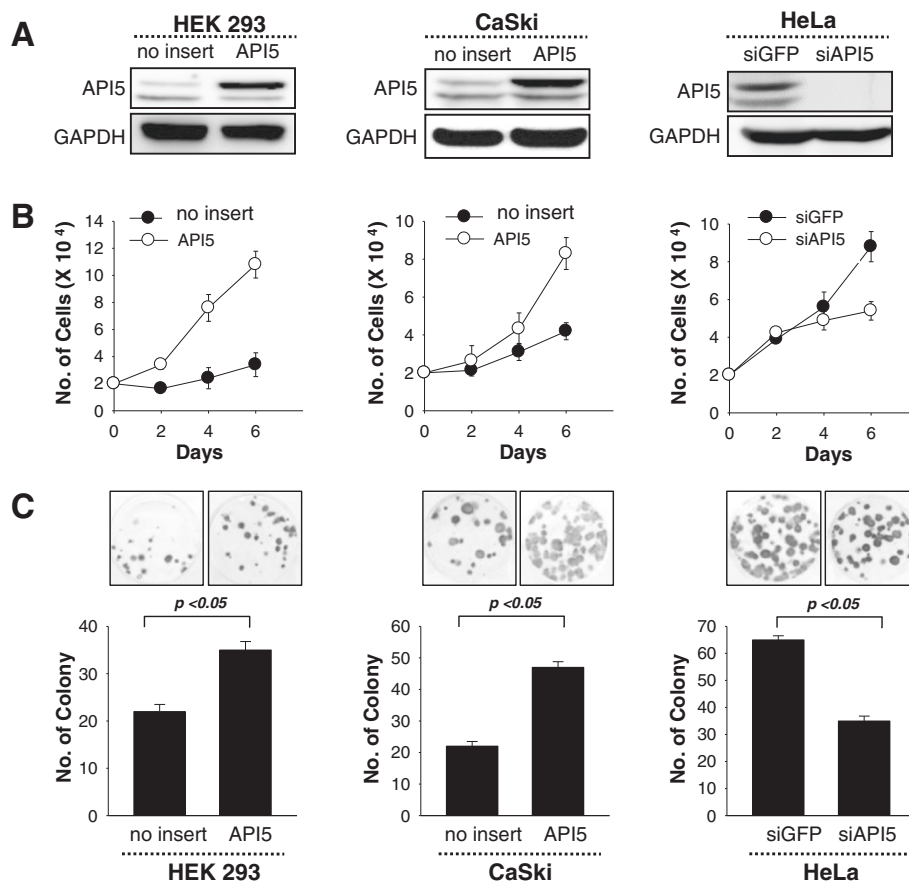 A
HEK 293
no insert API5
API5
GAPDH
CaSki
no insert API5
API5
GAPDH
HeLa
siGFP siAPI5
API5
GAPDH
B
No. of Cells (X 10 4)
14
12
10
8
6
4
2
0
no insert
API5
0 2 4 6
Days
No. of Cells (X 10 4)
10
8
6
4
2
0
no insert
API5
0 2 4 6
Days
No. of Cells (X 10 4)
10
8
6
4
2
0
siGFP
siAPI5
0 2 4 6
Days
C
p <0.05
No. of Colony
40
30
20
10
0
no insert API5
HEK 293
p <0.05
No. of Colony
60
50
40
30
20
10
0
no insert API5
CaSki
p <0.05
No. of Colony
70
60
50
40
30
20
10
0
siGFP siAPI5
HeLa